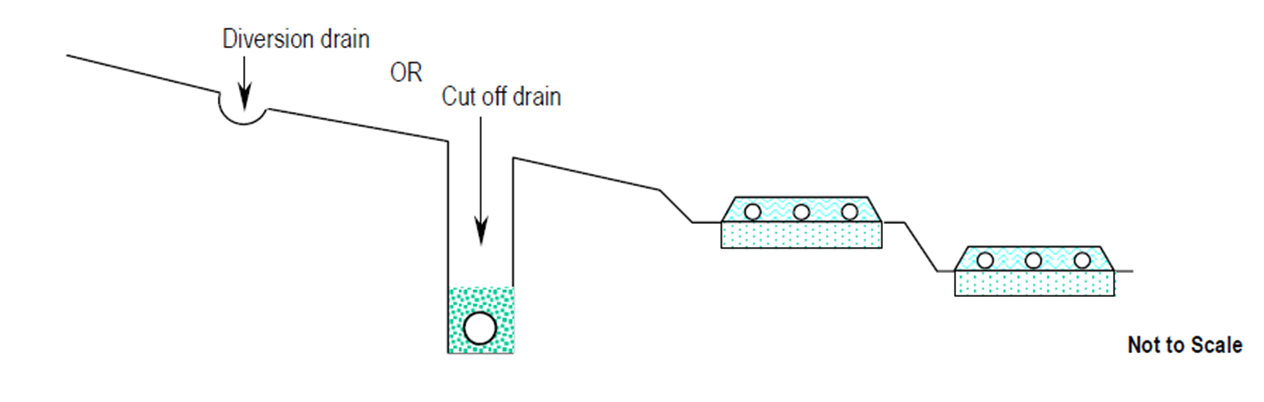 Diversion drain
OR
Cut off drain
Not to Scale